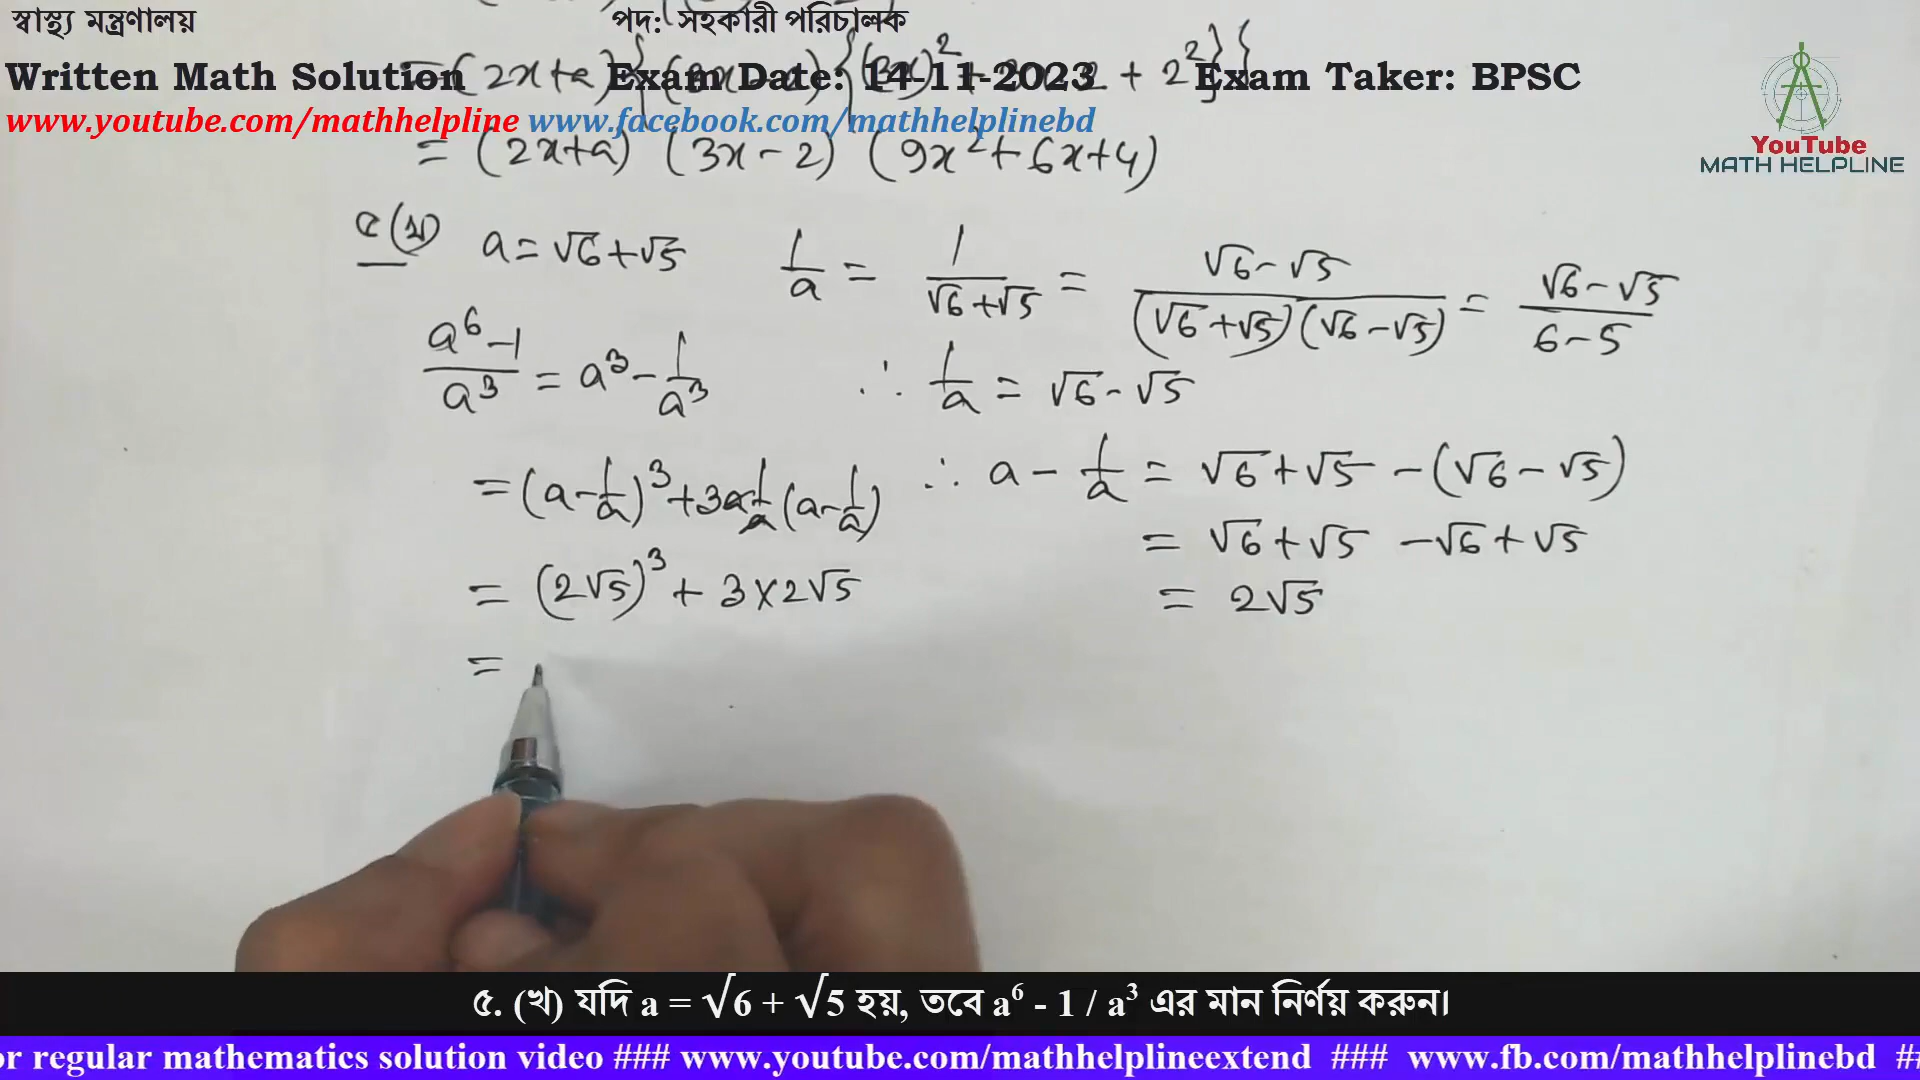 স্বাস্থ্য মন্ত্রণালয় পদ: সহকারী পরিচালক
Written Math Solution Exam Date: 14-11-2023 Exam Taker: BPSC
www.youtube.com/mathhelpline www.facebook.com/mathhelplinebd
YouTube
MATH HELPLINE
= (2x+a) (3x-2) (9x²+6x+4)
৫(খ) a = √6+√5 1/a = 1/(√6+√5) = (√6-√5)/((√6+√5)(√6-√5)) = (√6-√5)/(6-5)
(a⁶-1)/a³ = a³ - 1/a³ ∴ 1/a = √6-√5
= (a-1/a)³+3a1/a(a-1/a) ∴ a - 1/a = √6+√5 -(√6-√5)
= √6+√5 -√6+√5
= (2√5)³ + 3×2√5 = 2√5
=
৫. (খ) যদি a = √6 + √5 হয়, তবে a⁶ - 1 / a³ এর মান নির্ণয় করুন।
or regular mathematics solution video ### www.youtube.com/mathhelplineextend ### www.fb.com/mathhelplinebd ##